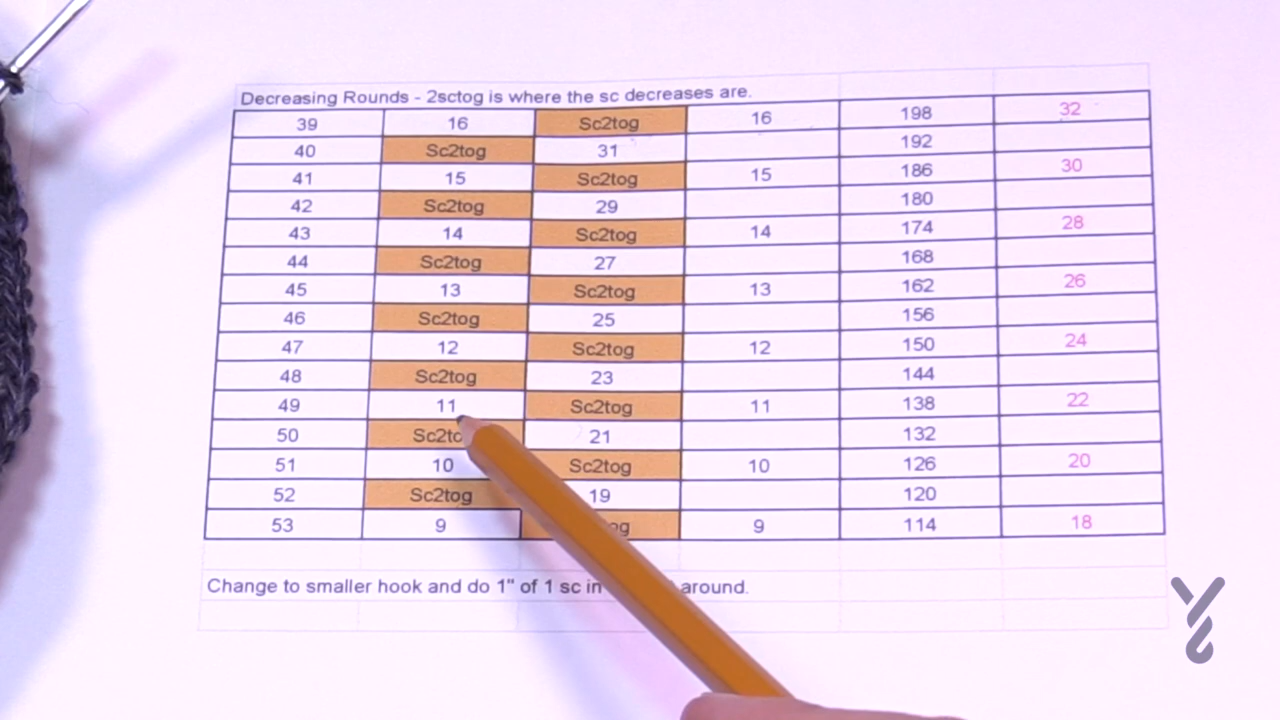 Decreasing Rounds - 2sctog is where the sc decreases are.
39 16 Sc2tog 16 198 32
40 Sc2tog 31 192
41 15 Sc2tog 15 186 30
42 Sc2tog 29 180
43 14 Sc2tog 14 174 28
44 Sc2tog 27 168
45 13 Sc2tog 13 162 26
46 Sc2tog 25 156
47 12 Sc2tog 12 150 24
48 Sc2tog 23 144
49 11 Sc2tog 11 138 22
50 Sc2to 21 132
51 10 Sc2tog 10 126 20
52 Sc2tog 19 120
53 9 og 9 114 18
Change to smaller hook and do 1" of 1 sc in around.